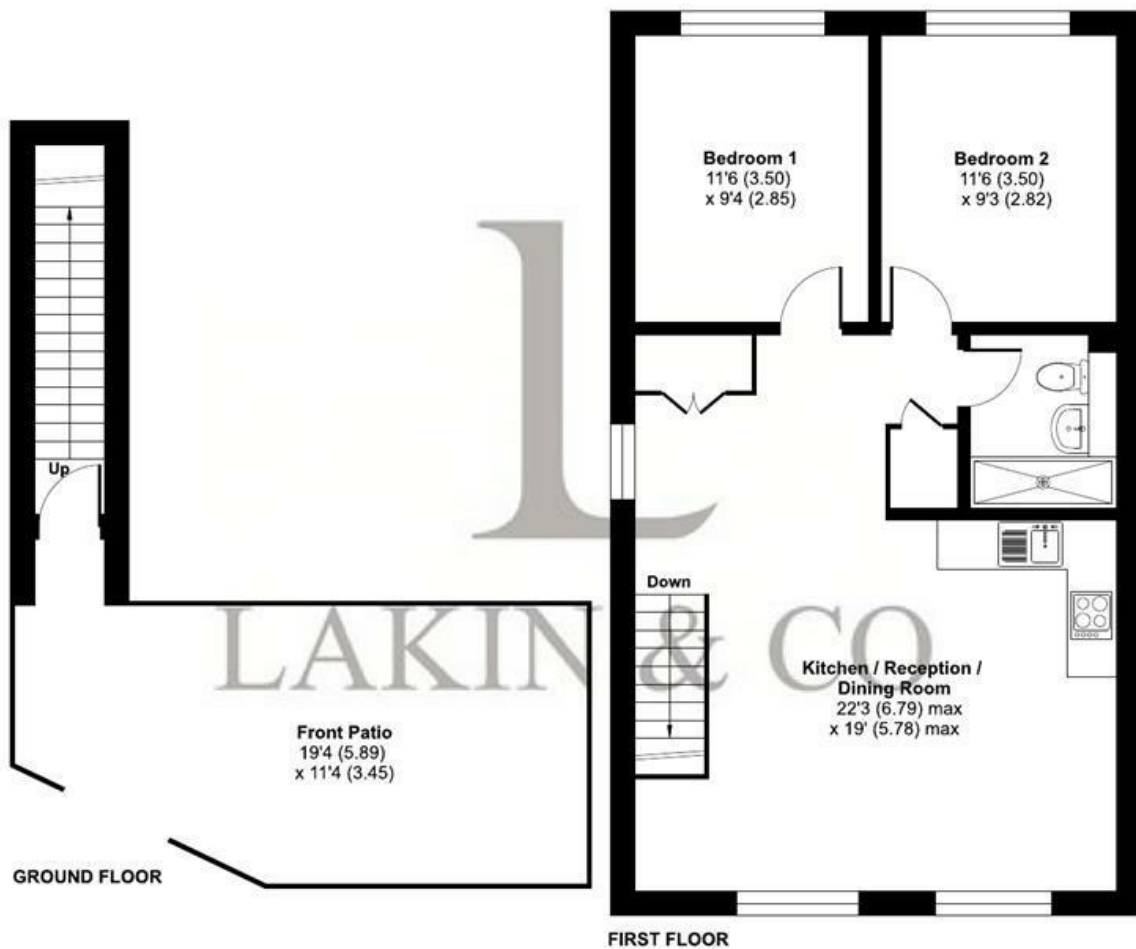 Bedroom 1
11'6 (3.50)
x 9'4 (2.85)
Bedroom 2
11'6 (3.50)
x 9'3 (2.82)
Up
Down
L
LAKIN & CO
Kitchen / Reception /
Dining Room
22'3 (6.79) max
x 19' (5.78) max
Front Patio
19'4 (5.89)
x 11'4 (3.45)
GROUND FLOOR
FIRST FLOOR